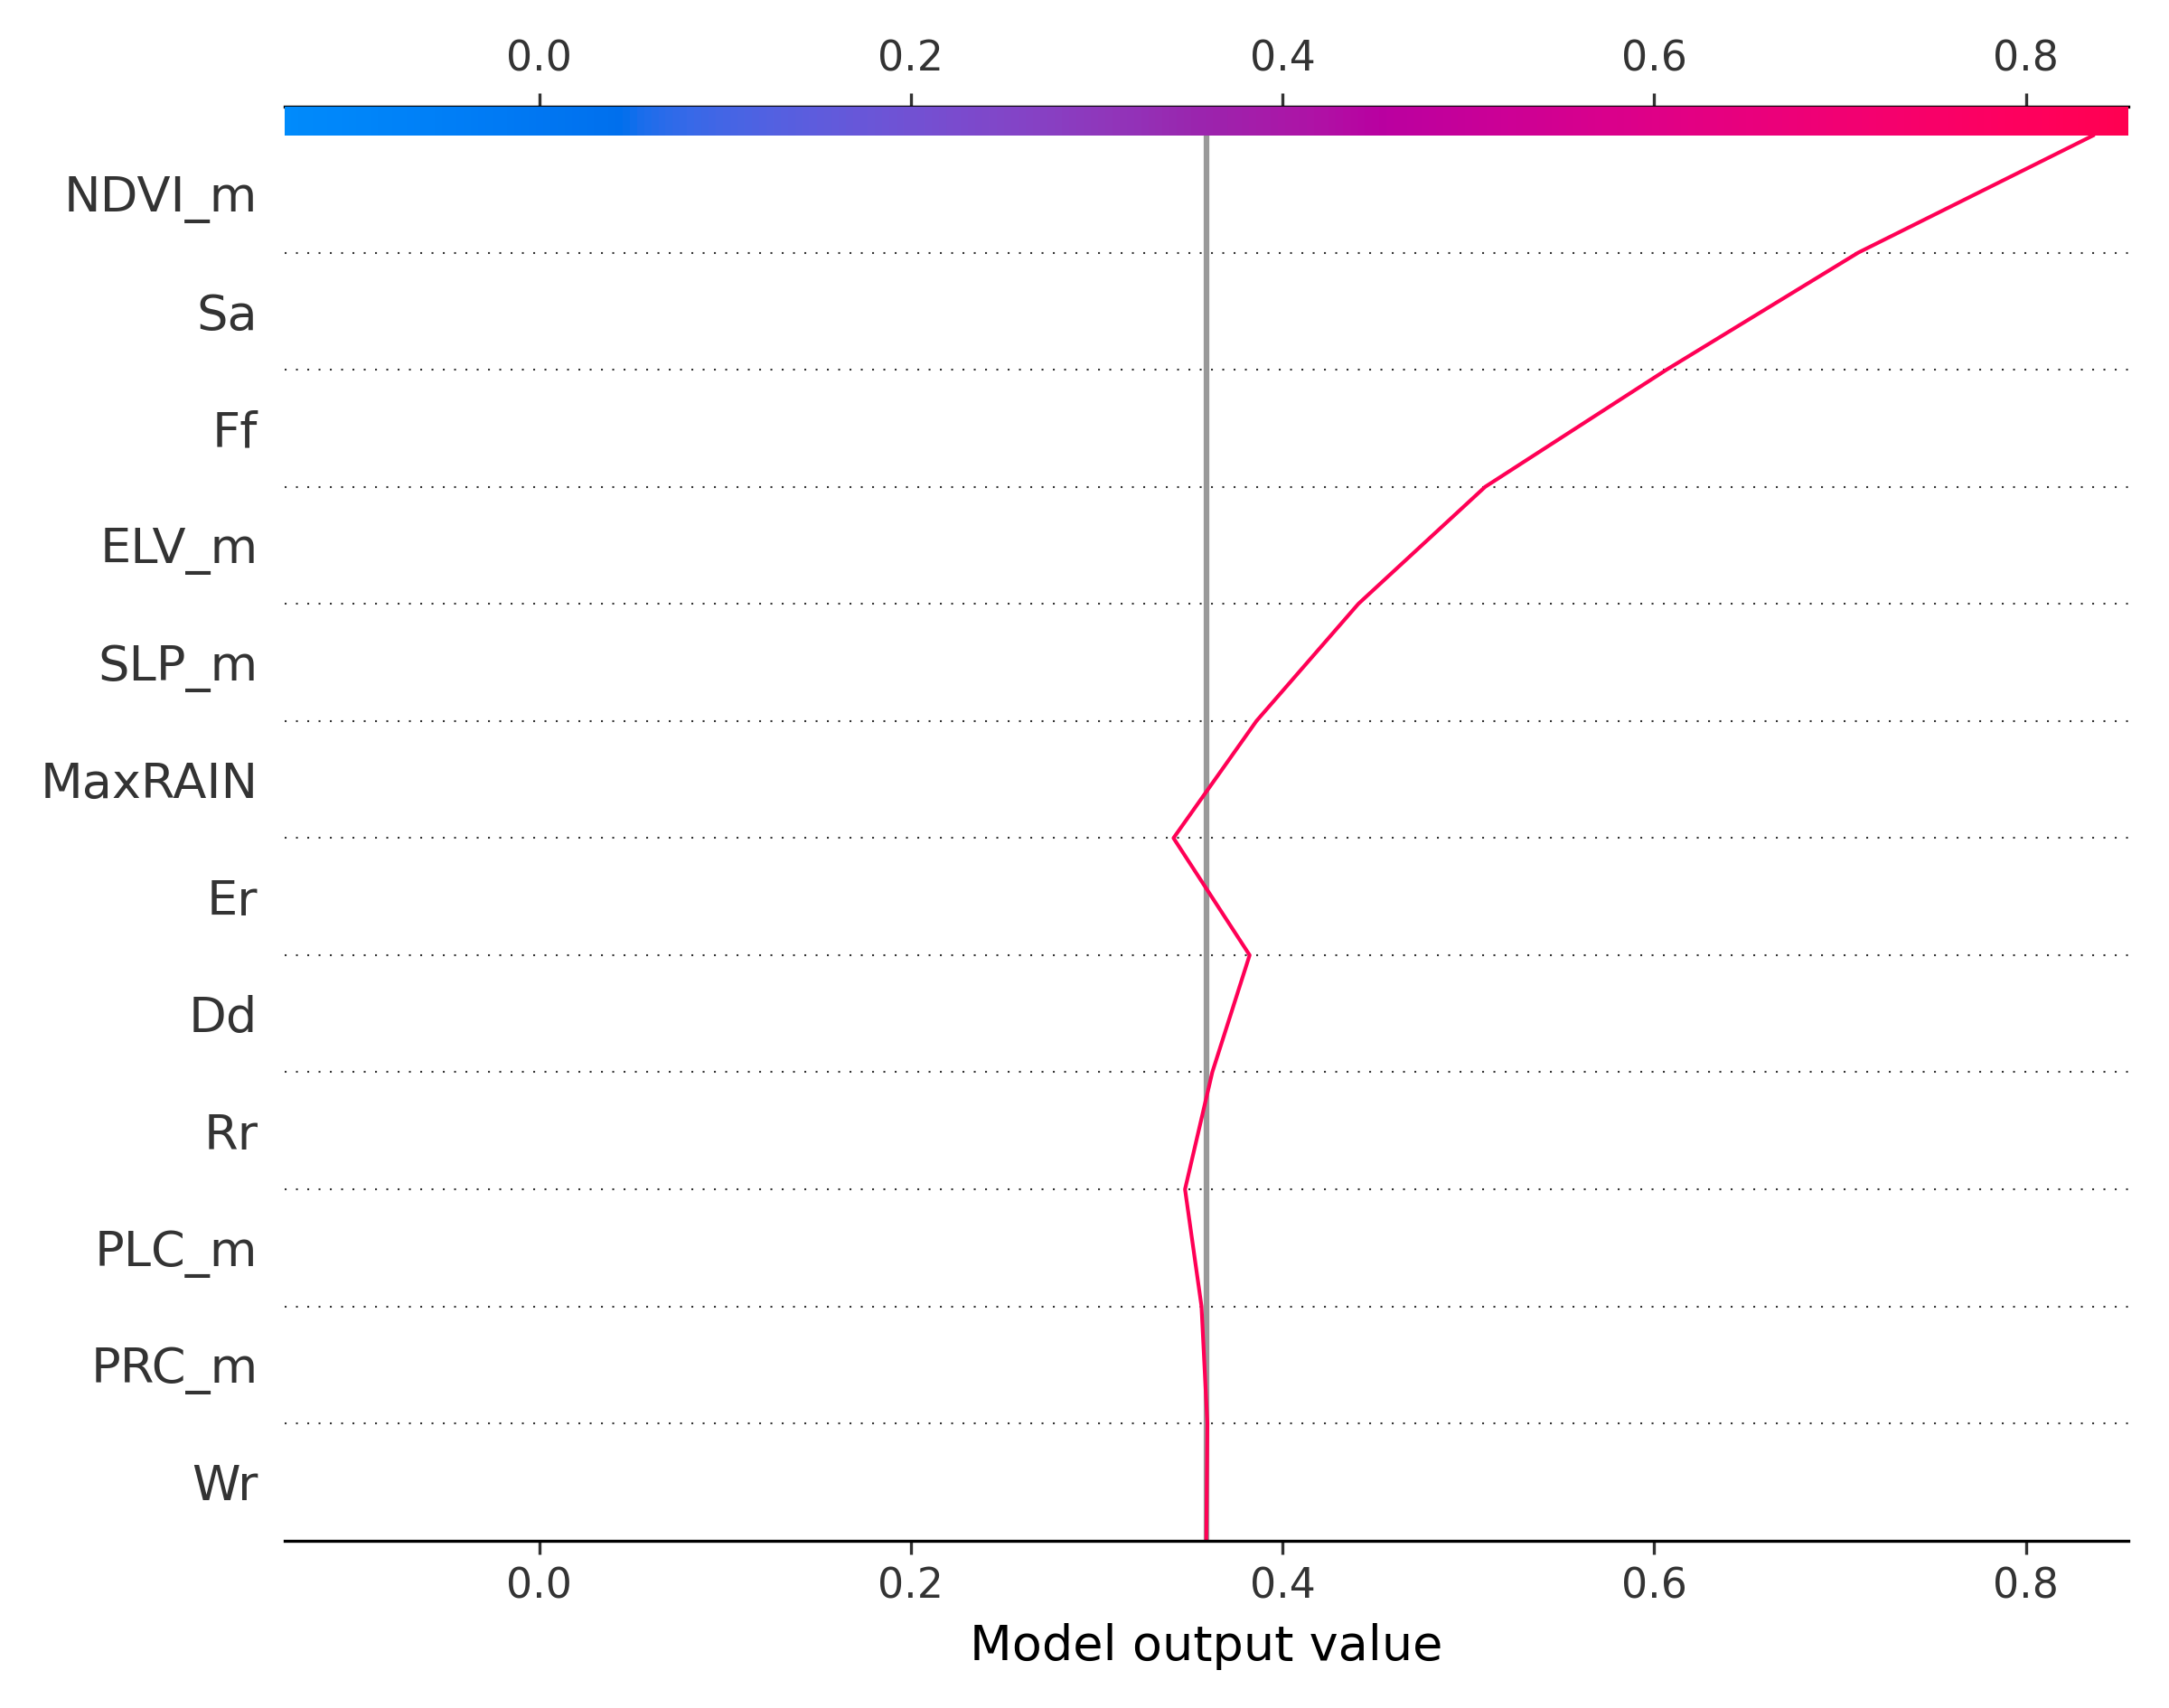 0.0 0.2 0.4 0.6 0.8
NDVI_m
Sa
Ff
ELV_m
SLP_m
MaxRAIN
Er
Dd
Rr
PLC_m
PRC_m
Wr
0.0 0.2 0.4 0.6 0.8
Model output value